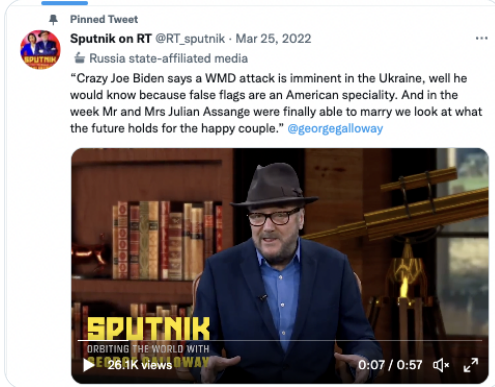 Pinned Tweet
Sputnik on RT @RT_sputnik · Mar 25, 2022
Russia state-affiliated media
“Crazy Joe Biden says a WMD attack is imminent in the Ukraine, well he
would know because false flags are an American speciality. And in the
week Mr and Mrs Julian Assange were finally able to marry we look at what
the future holds for the happy couple.” @georgegalloway
SPUTNIK
ORBITING THE WORLD WITH
GEORGE GALLOWAY
26.1K views
0:07 / 0:57